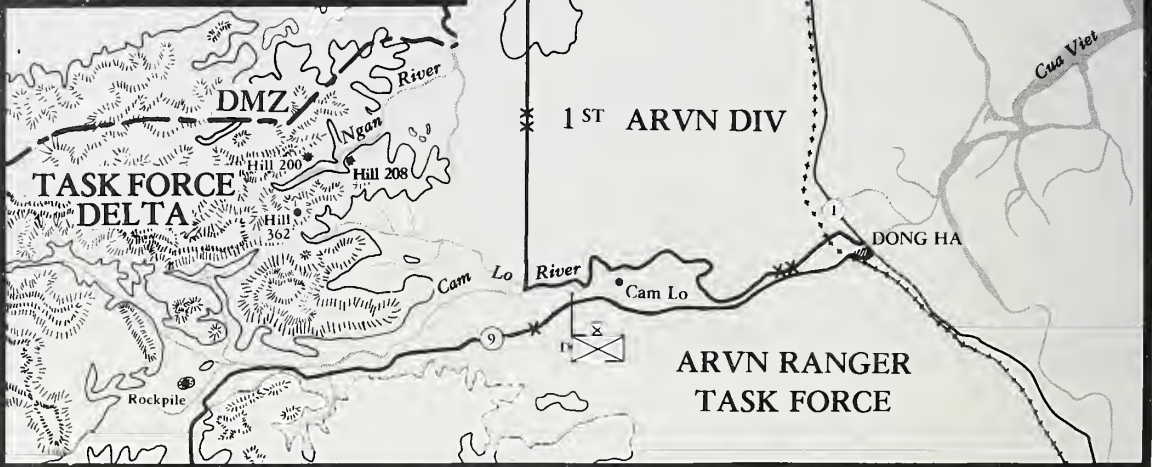 Cua Viet
River
DMZ
Ngan
1ST ARVN DIV
Hill 200
Hill 208
TASK FORCE
DELTA
Hill
362
1
DONG HA
Cam Lo River
Cam Lo
9
ARVN RANGER
TASK FORCE
Rockpile